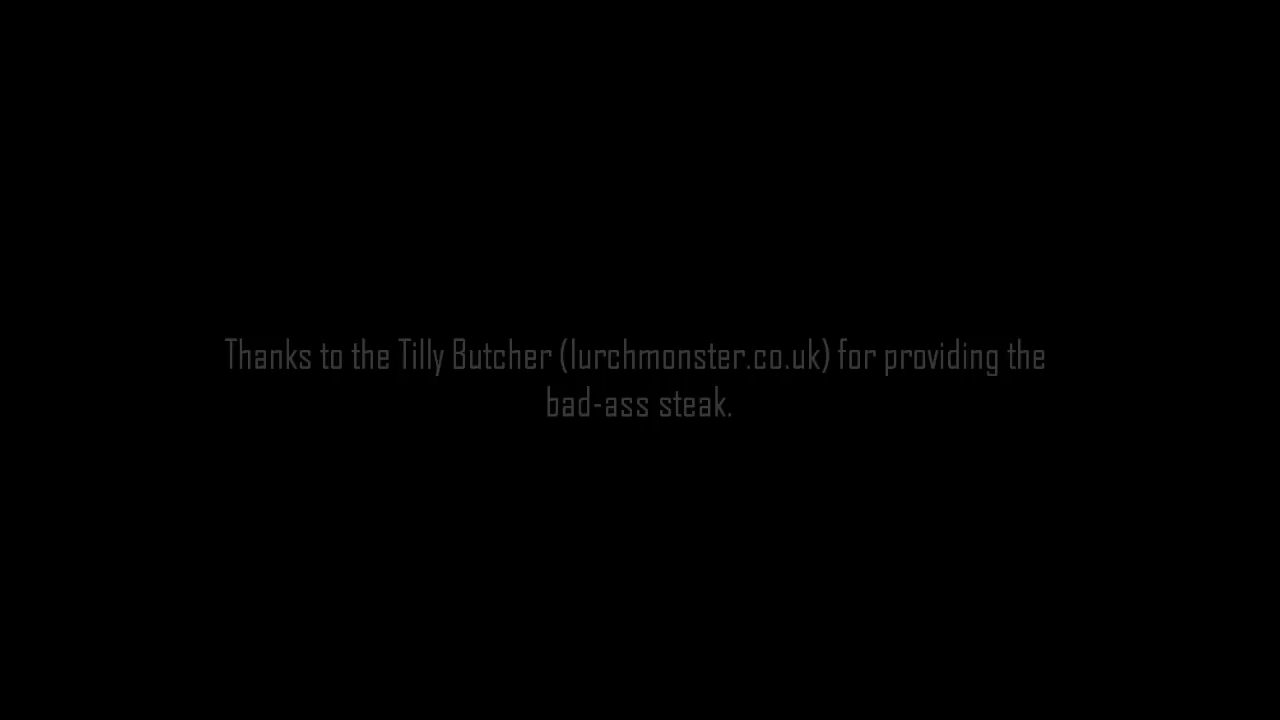 Thanks to the Tilly Butcher (lurchmonster.co.uk) for providing the
bad-ass steak.